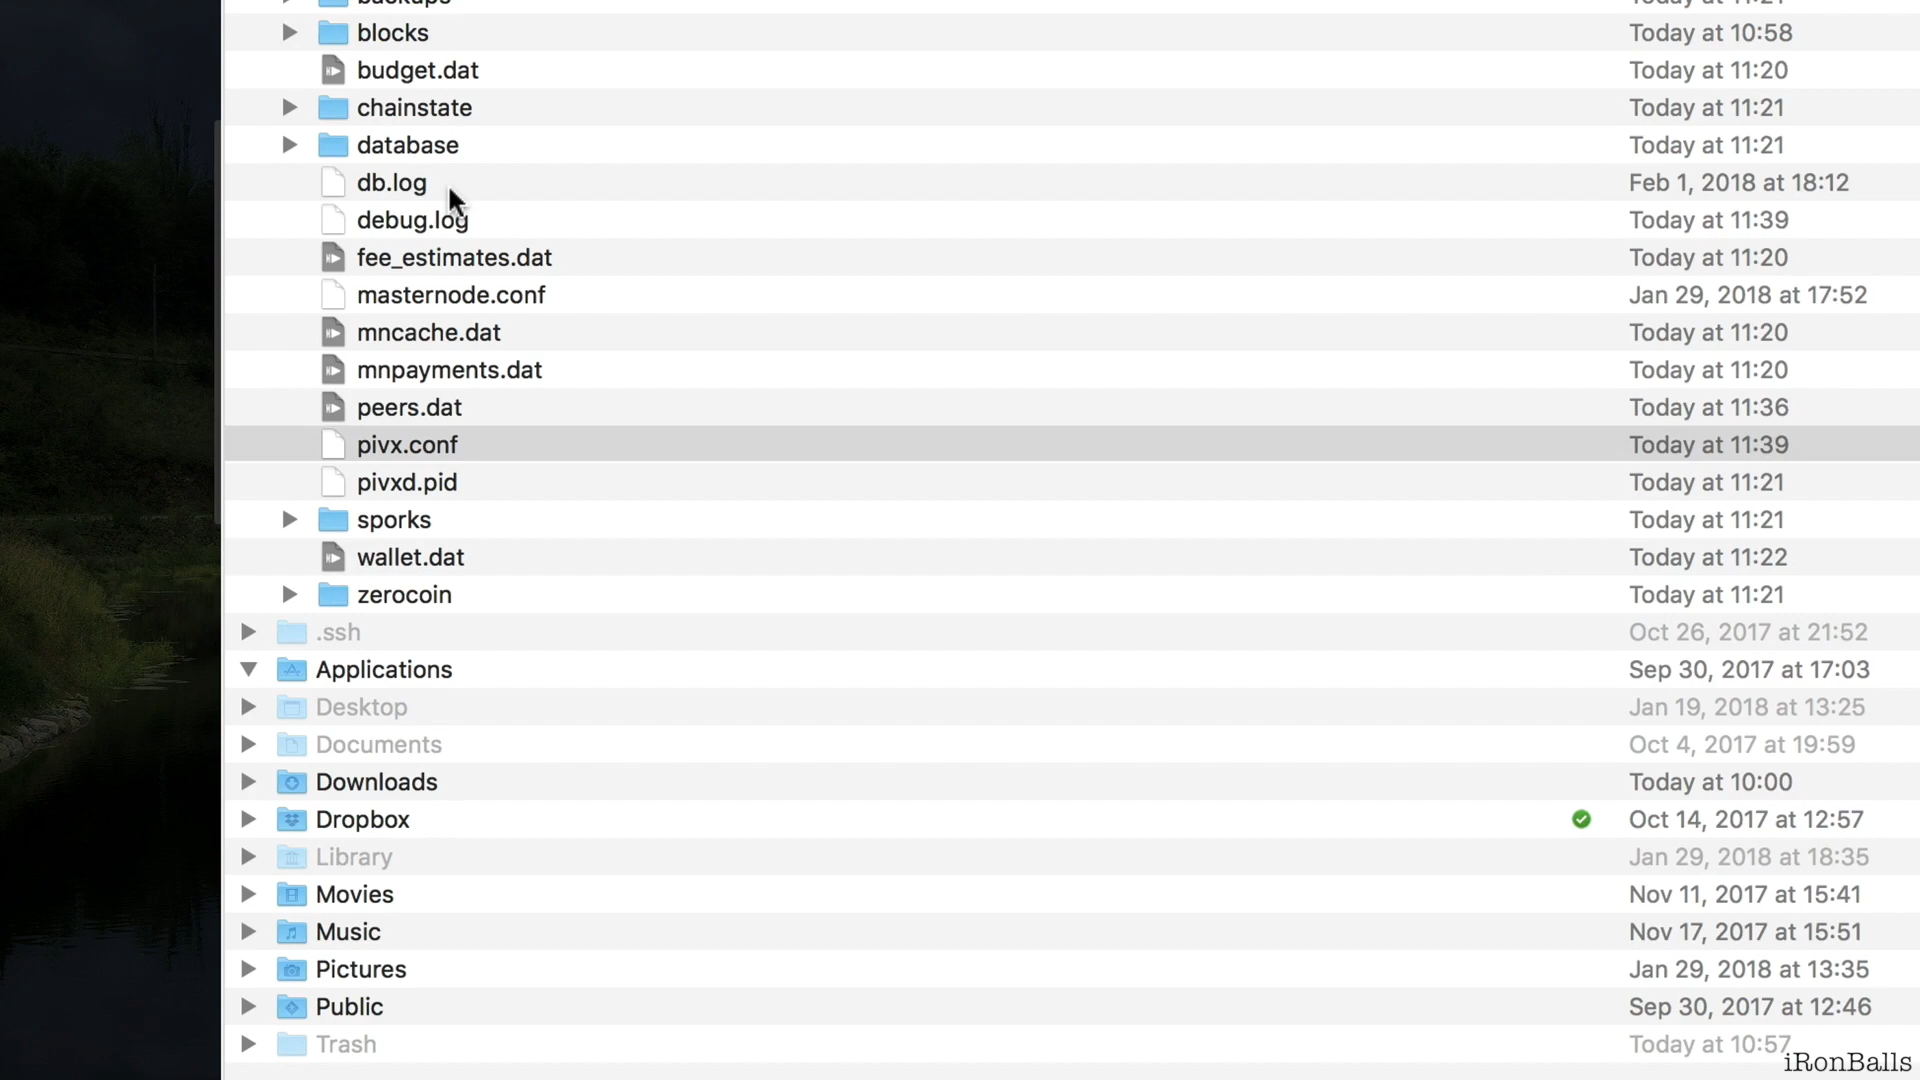 backups Today at 11:21
blocks Today at 10:58
budget.dat Today at 11:20
chainstate Today at 11:21
database Today at 11:21
db.log Feb 1, 2018 at 18:12
debug.log Today at 11:39
fee_estimates.dat Today at 11:20
masternode.conf Jan 29, 2018 at 17:52
mncache.dat Today at 11:20
mnpayments.dat Today at 11:20
peers.dat Today at 11:36
pivx.conf Today at 11:39
pivxd.pid Today at 11:21
sporks Today at 11:21
wallet.dat Today at 11:22
zerocoin Today at 11:21
.ssh Oct 26, 2017 at 21:52
Applications Sep 30, 2017 at 17:03
Desktop Jan 19, 2018 at 13:25
Documents Oct 4, 2017 at 19:59
Downloads Today at 10:00
Dropbox Oct 14, 2017 at 12:57
Library Jan 29, 2018 at 18:35
Movies Nov 11, 2017 at 15:41
Music Nov 17, 2017 at 15:51
Pictures Jan 29, 2018 at 13:35
Public Sep 30, 2017 at 12:46
Trash Today at 10:57
iRonBalls